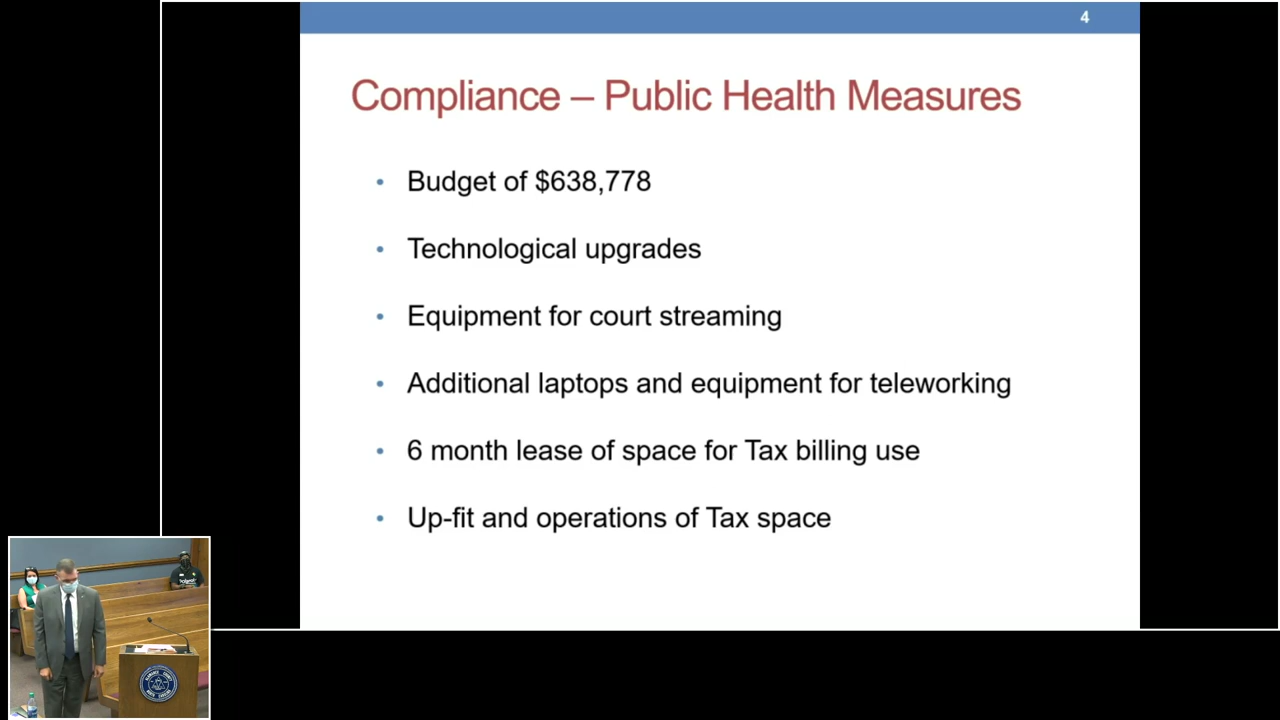 4
Compliance – Public Health Measures
• Budget of $638,778
• Technological upgrades
• Equipment for court streaming
• Additional laptops and equipment for teleworking
• 6 month lease of space for Tax billing use
• Up-fit and operations of Tax space